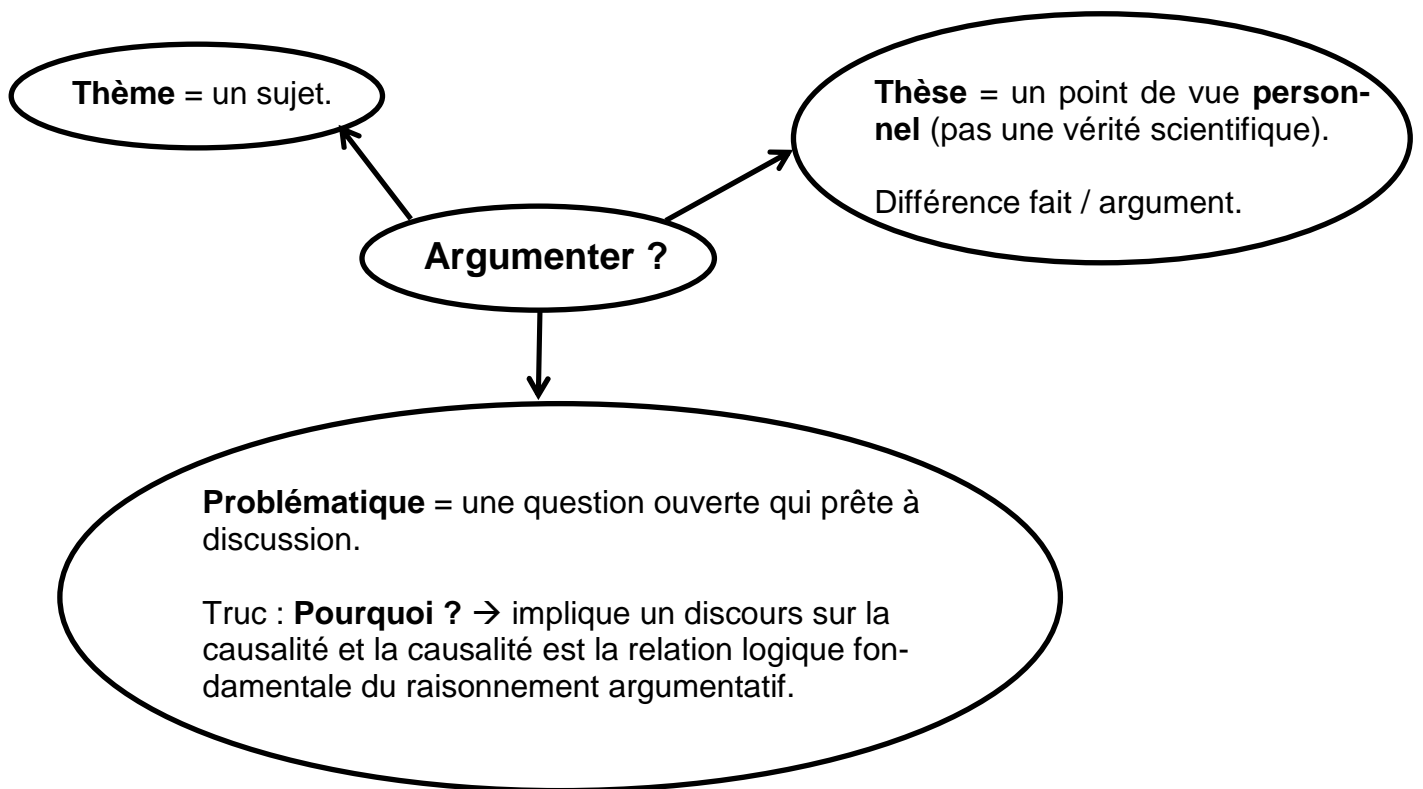 Thème = un sujet.
Thèse = un point de vue person-
nel (pas une vérité scientifique).
Différence fait / argument.
Argumenter ?
Problématique = une question ouverte qui prête à
discussion.
Truc : Pourquoi ? → implique un discours sur la
causalité et la causalité est la relation logique fon-
damentale du raisonnement argumentatif.